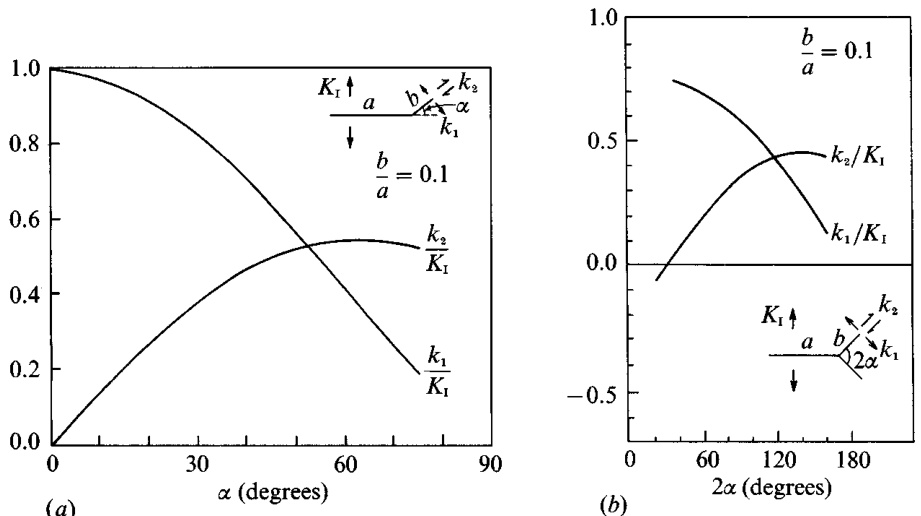 1.0
0.8
0.6
0.4
0.2
0.0
0
30
60
90
α (degrees)
(a)
K_I
a
b
k_2
α
k_1
b/a = 0.1
k_2/K_I
k_1/K_I
1.0
0.5
0.0
−0.5
0
60
120
180
2α (degrees)
(b)
b/a = 0.1
k_2/K_I
k_1/K_I
K_I
a
b
k_2
k_1
2α